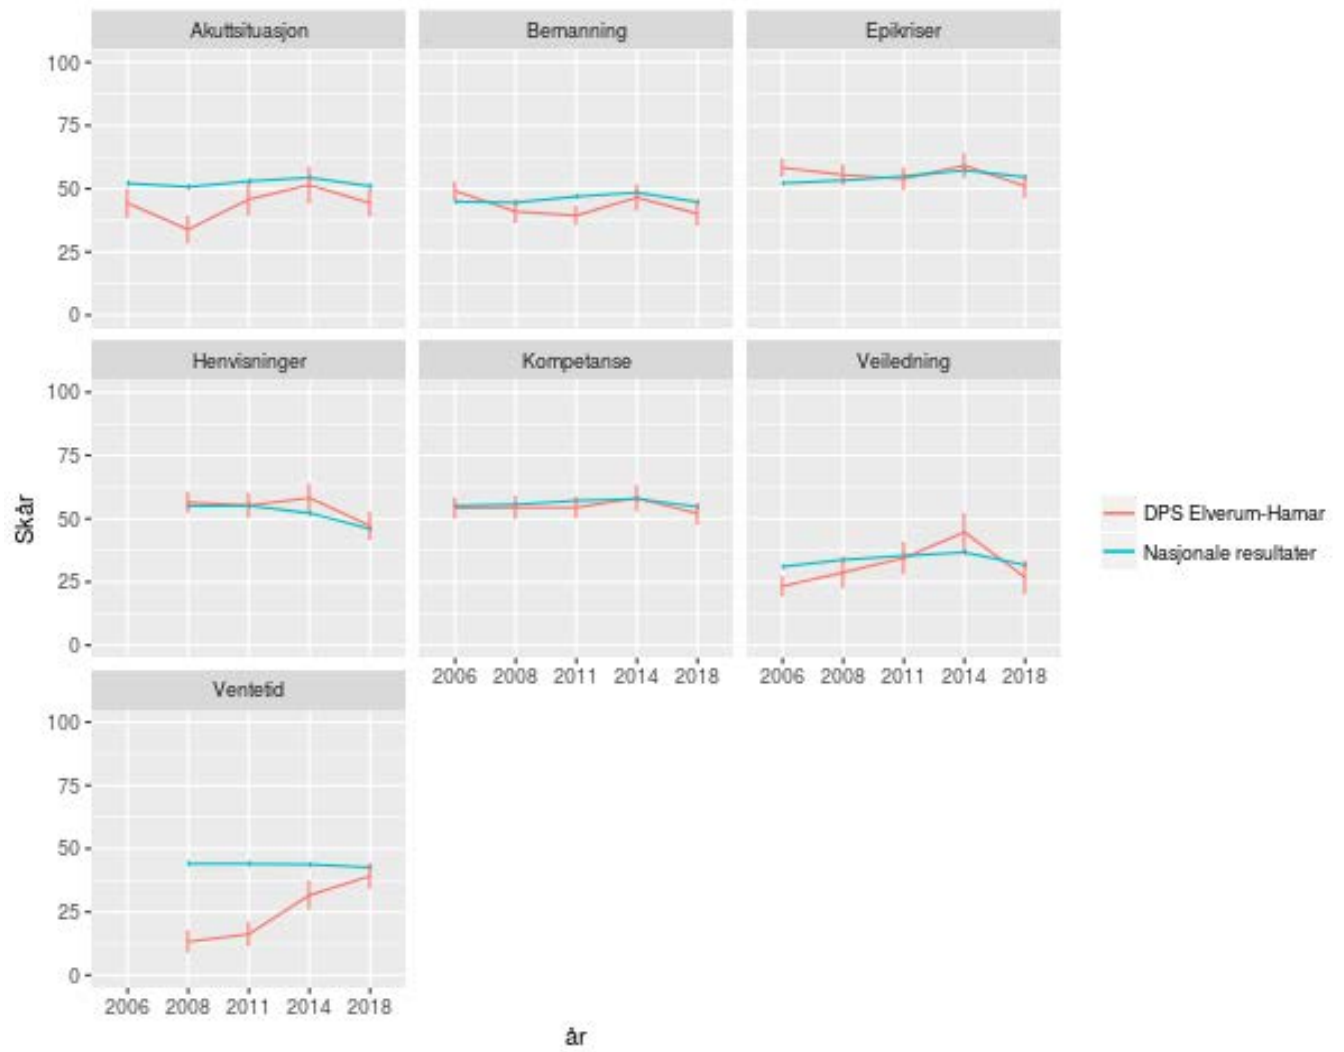 Akuttsituasjon Bemanning Epikriser
100
75
50
25
0
Henvisninger Kompetanse Veiledning
100
75
50
25
0
2006 2008 2011 2014 2018 2006 2008 2011 2014 2018
Ventetid
100
75
50
25
0
2006 2008 2011 2014 2018
år
Skår
DPS Elverum-Hamar
Nasjonale resultater